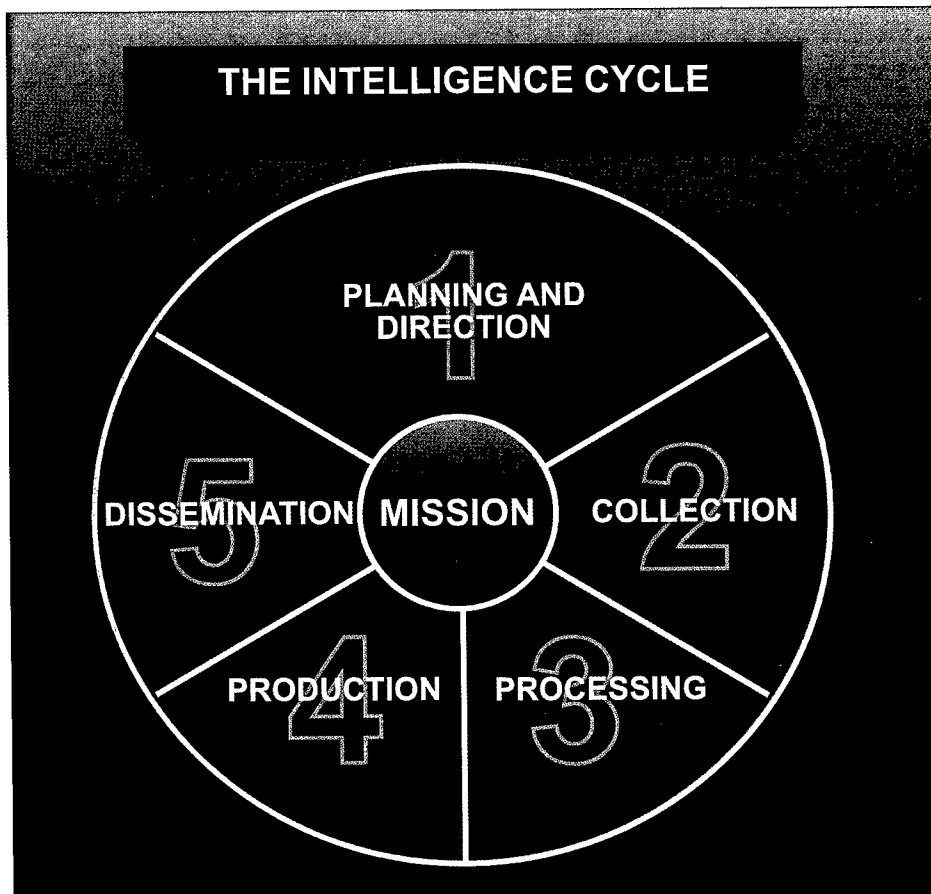 THE INTELLIGENCE CYCLE
1
PLANNING AND
DIRECTION
2
COLLECTION
3
PROCESSING
4
PRODUCTION
5
DISSEMINATION
MISSION